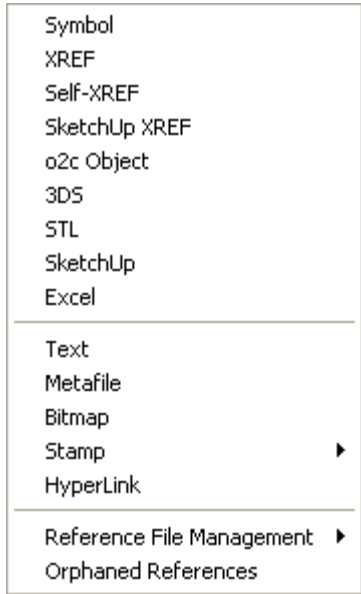 Symbol
XREF
Self-XREF
SketchUp XREF
o2c Object
3DS
STL
SketchUp
Excel
Text
Metafile
Bitmap
Stamp
HyperLink
Reference File Management
Orphaned References